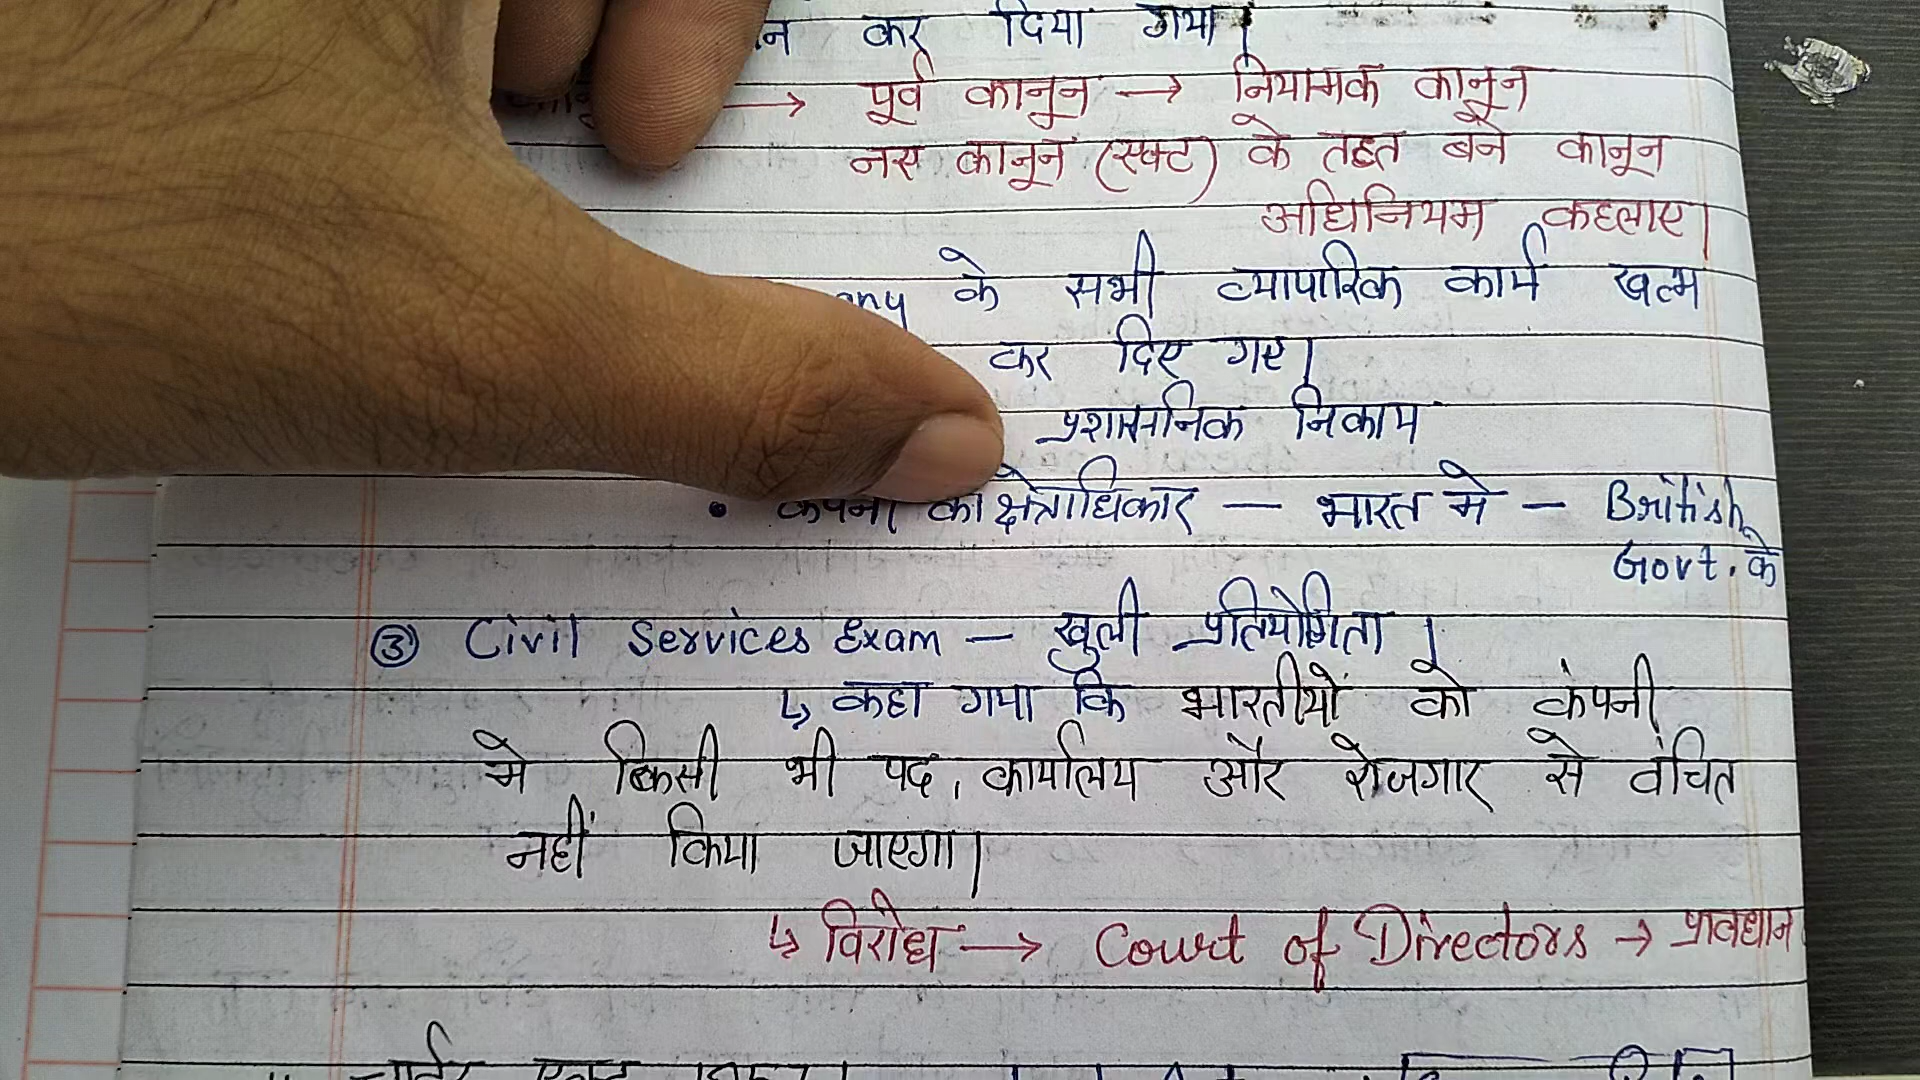 कर दिया गया।
→ पूर्व कानून → नियामक कानून
नए कानून (एक्ट) के तहत बने कानून
अधिनियम कहलाए।
के सभी व्यापारिक कार्य खत्म
कर दिए गए।
प्रशासनिक निकाय
• कंपनी का क्षेत्राधिकार — भारत मे — British
Govt. के
③ Civil Services Exam — खुली प्रतियोगिता।
↳ कहा गया कि भारतीयों को कंपनी
मे किसी भी पद, कार्यालय और रोजगार से वंचित
नहीं किया जाएगा।
↳ विरोध → Court of Directors → प्रावधान